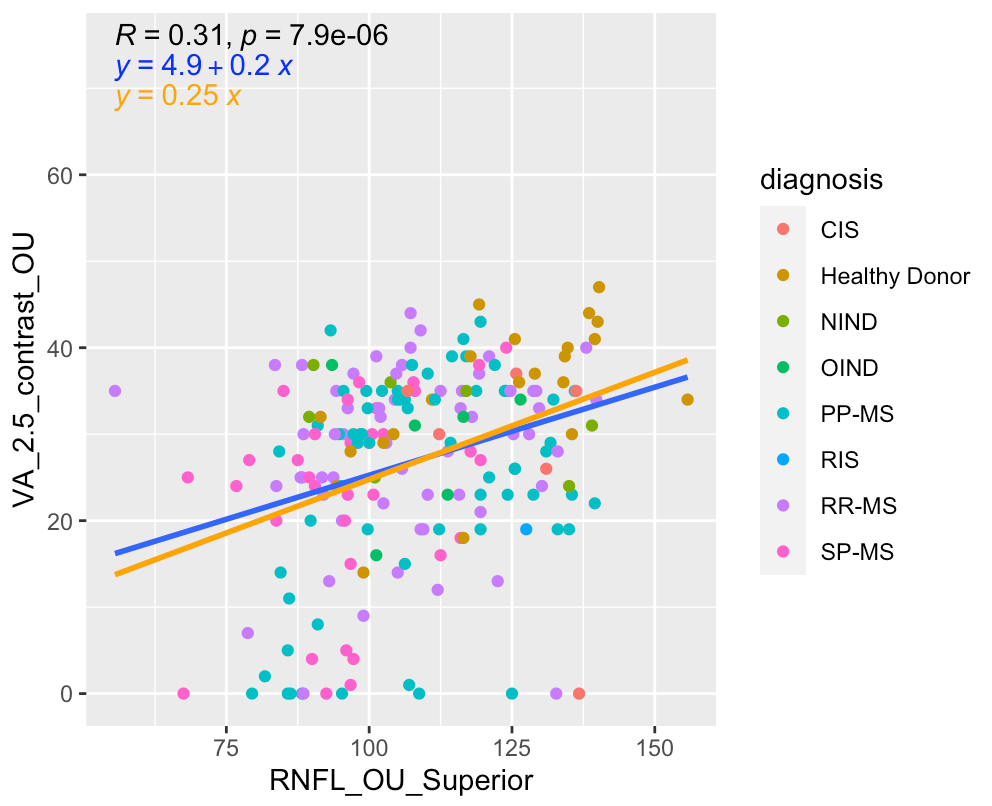 R = 0.31, p = 7.9e-06
y = 4.9 + 0.2 x
y = 0.25 x
60
40
20
0
VA_2.5_contrast_OU
75 100 125 150
RNFL_OU_Superior
diagnosis
CIS
Healthy Donor
NIND
OIND
PP-MS
RIS
RR-MS
SP-MS